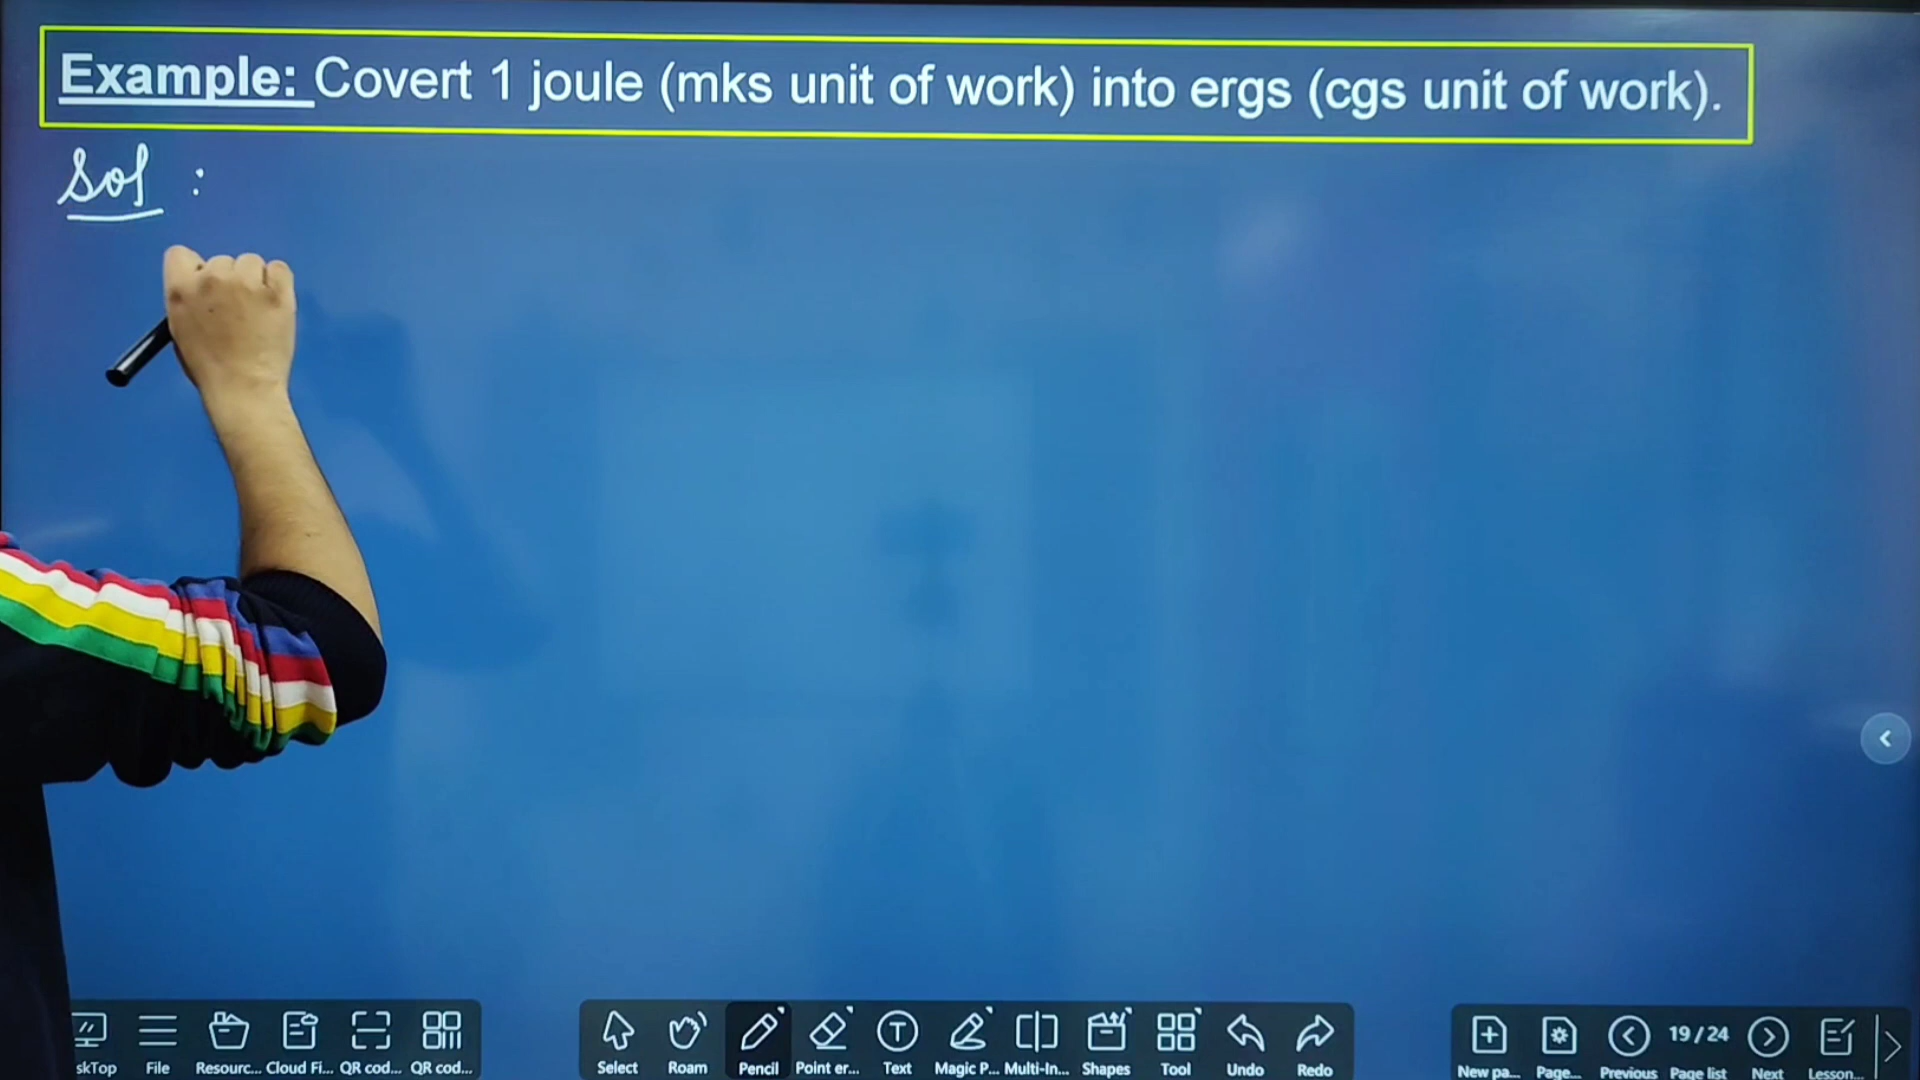 Example: Covert 1 joule (mks unit of work) into ergs (cgs unit of work).
Sol :
skTop File Resourc... Cloud Fi... QR cod... QR cod... Select Roam Pencil Point er... Text Magic P... Multi-In... Shapes Tool Undo Redo New pa... Page... Previous 19/24 Page list Next Lesson...